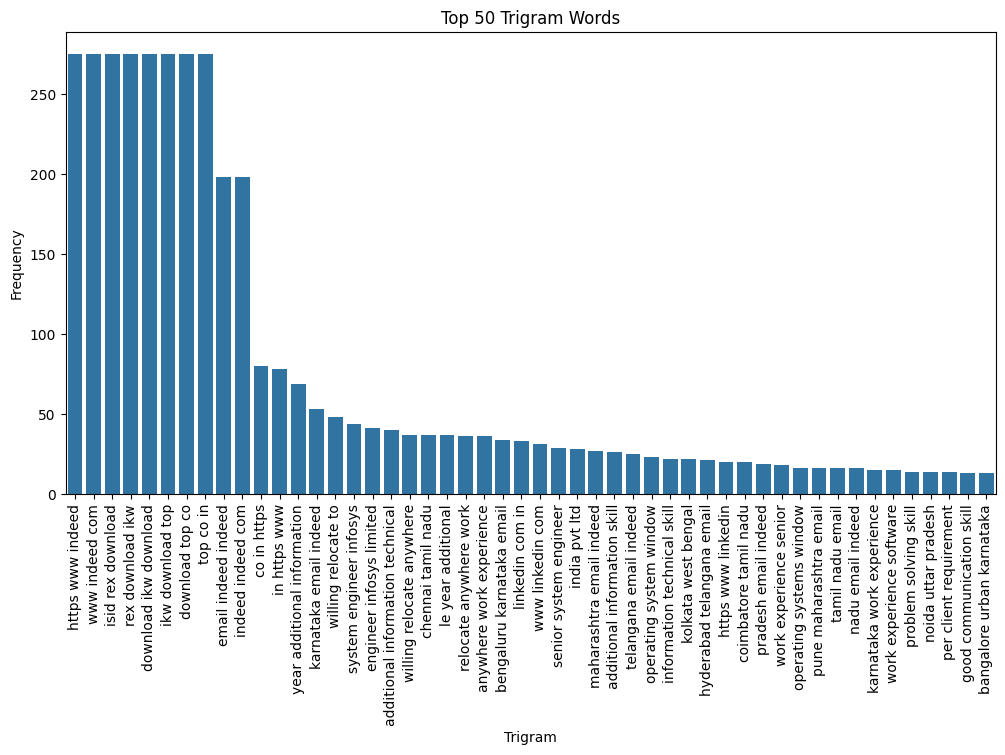 Top 50 Trigram Words
Frequency
250
200
150
100
50
0
https www indeed
www indeed com
isid rex download
rex download ikw
download ikw download
ikw download top
download top co
top co in
email indeed indeed
indeed indeed com
co in https
in https www
year additional information
karnataka email indeed
willing relocate to
system engineer infosys
engineer infosys limited
additional information technical
willing relocate anywhere
chennai tamil nadu
le year additional
relocate anywhere work
anywhere work experience
bengaluru karnataka email
linkedin com in
www linkedin com
senior system engineer
india pvt ltd
maharashtra email indeed
additional information skill
telangana email indeed
operating system window
information technical skill
kolkata west bengal
hyderabad telangana email
https www linkedin
coimbatore tamil nadu
pradesh email indeed
work experience senior
operating systems window
pune maharashtra email
tamil nadu email
nadu email indeed
karnataka work experience
work experience software
problem solving skill
noida uttar pradesh
per client requirement
good communication skill
bangalore urban karnataka
Trigram